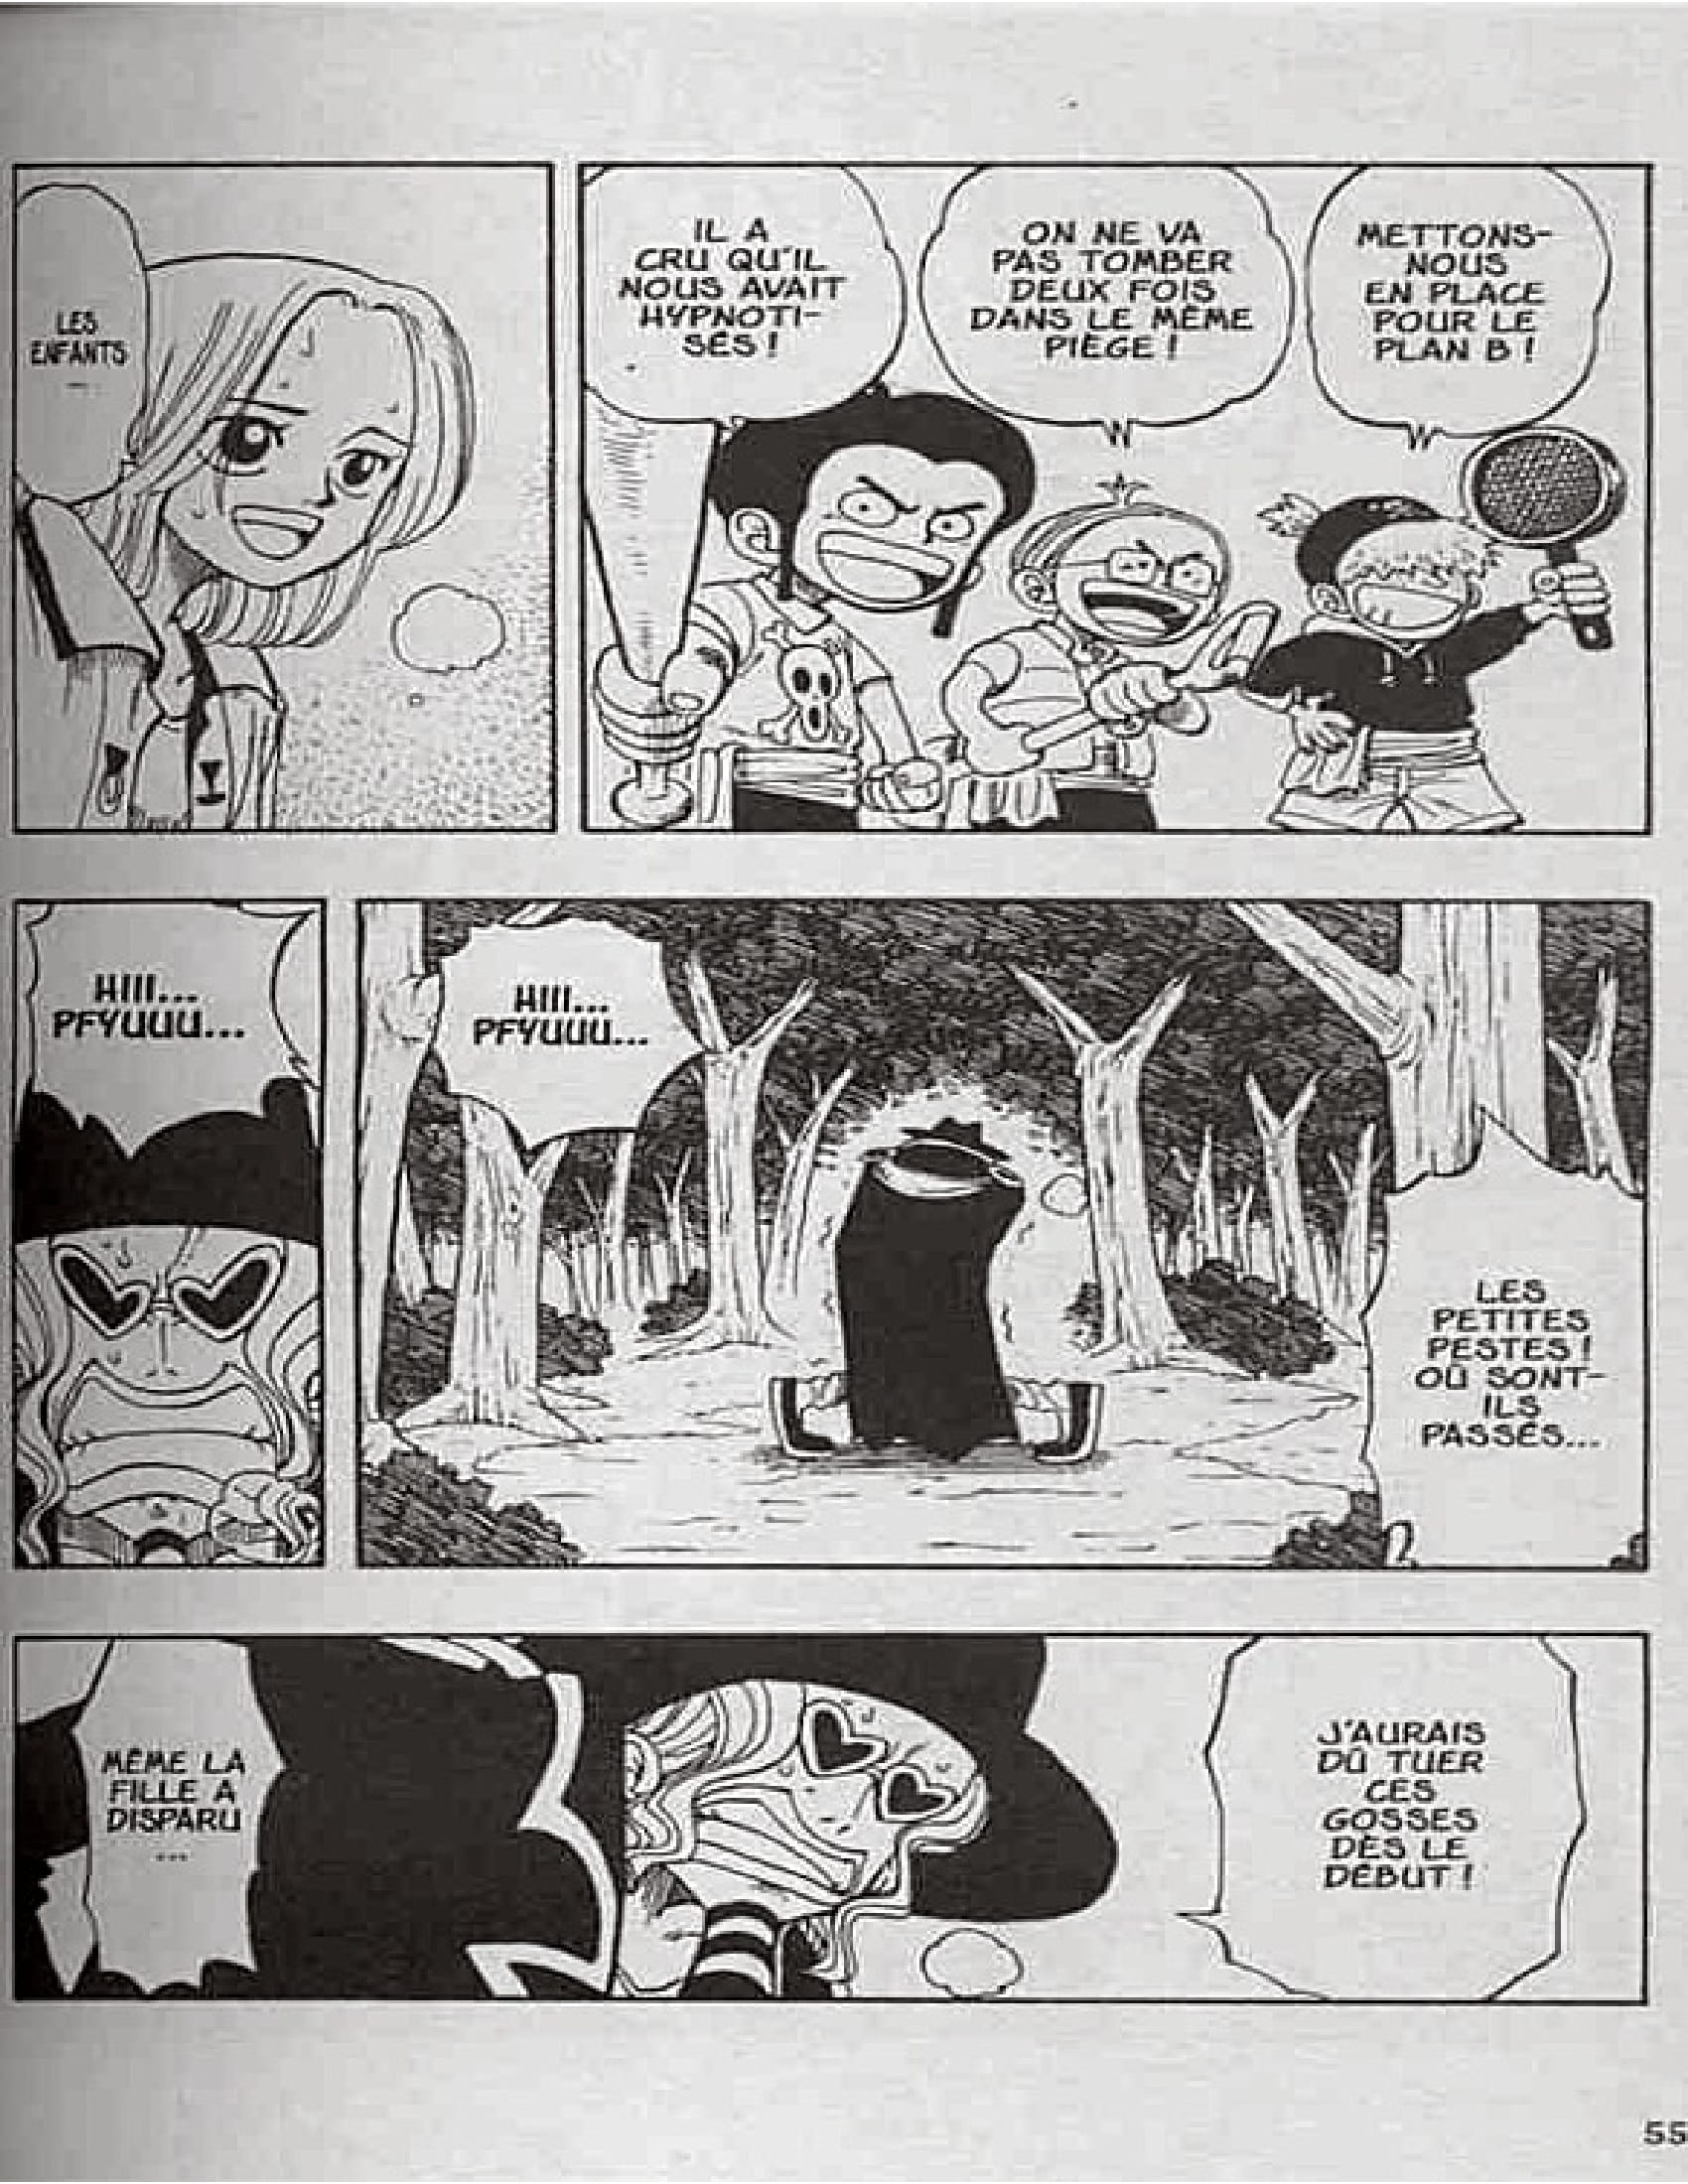 METTONS-
NOUS
EN PLACE
POUR LE
PLAN B !
ON NE VA
PAS TOMBER
DEUX FOIS
DANS LE MÊME
PIÈGE !
IL A
CRU QU'IL
NOUS AVAIT
HYPNOTI-
SÉS !
LES
ENFANTS
...
LES
PETITES
PESTES !
OÙ SONT-
ILS
PASSÉS...
HIII...
PFYUUU...
HIII...
PFYUUU...
J'AURAIS
DÛ TUER
CES
GOSSES
DÈS LE
DÉBUT !
MÊME LA
FILLE A
DISPARU
...
55